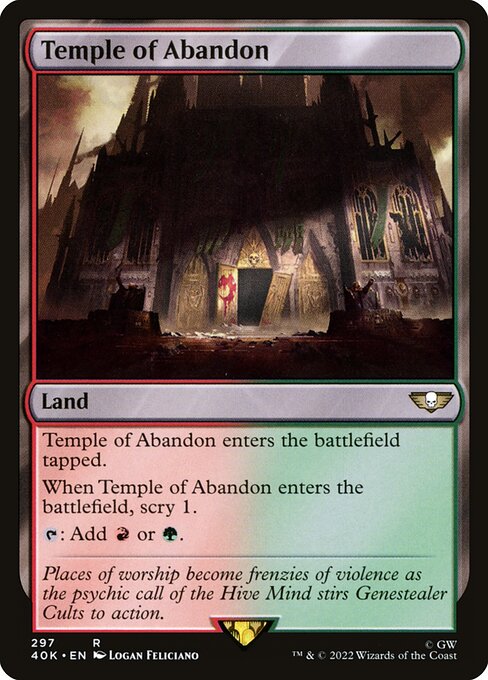 Temple of Abandon
Land
Temple of Abandon enters the battlefield
tapped.
When Temple of Abandon enters the
battlefield, scry 1.
: Add or .
Places of worship become frenzies of violence as
the psychic call of the Hive Mind stirs Genestealer
Cults to action.
297 R
40K • EN Logan Feliciano
© GW
™ & © 2022 Wizards of the Coast